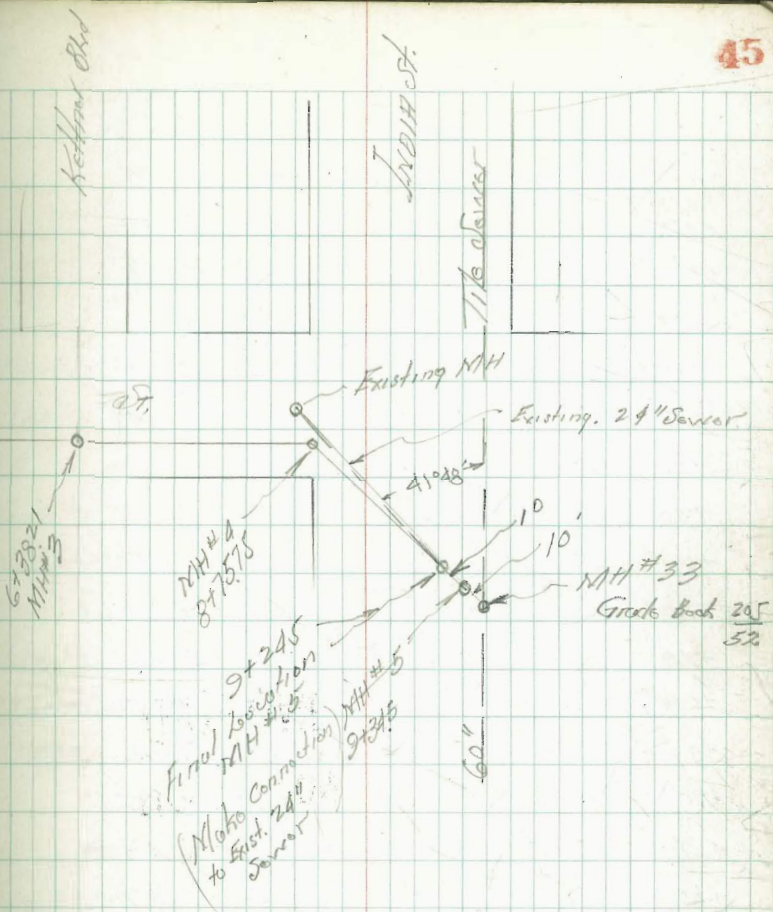 45
Kettner Blvd
INDIA St.
Tile Sewer
Existing MH
St.
Existing. 24" Sewer
41°48'
6+38.21
MH#3
MH#4
8+75.75
10
10'
MH #33
Grade Book 205
52
9+24.5
Final Location
MH #5
MH #5
9+34.5
(Make Connection)
to Exist. 24"
Sewer
60"